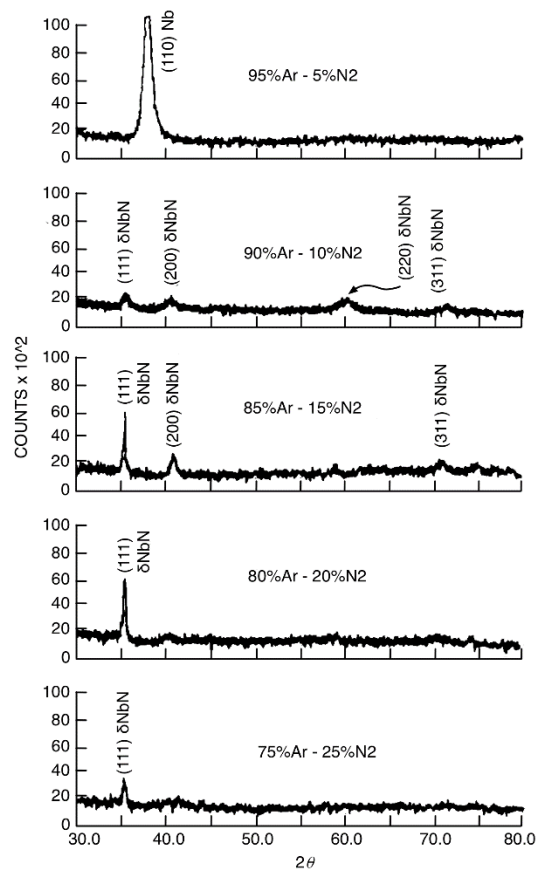 100
80
60
40
20
0
(110) Nb
95%Ar - 5%N2
100
80
60
40
20
0
(111) δNbN
(200) δNbN
90%Ar - 10%N2
(220) δNbN
(311) δNbN
COUNTS x 10^2
100
80
60
40
20
0
(111)
δNbN
(200) δNbN
85%Ar - 15%N2
(311) δNbN
100
80
60
40
20
0
(111)
δNbN
80%Ar - 20%N2
100
80
60
40
20
0
(111) δNbN
75%Ar - 25%N2
30.0 40.0 50.0 60.0 70.0 80.0
2θ